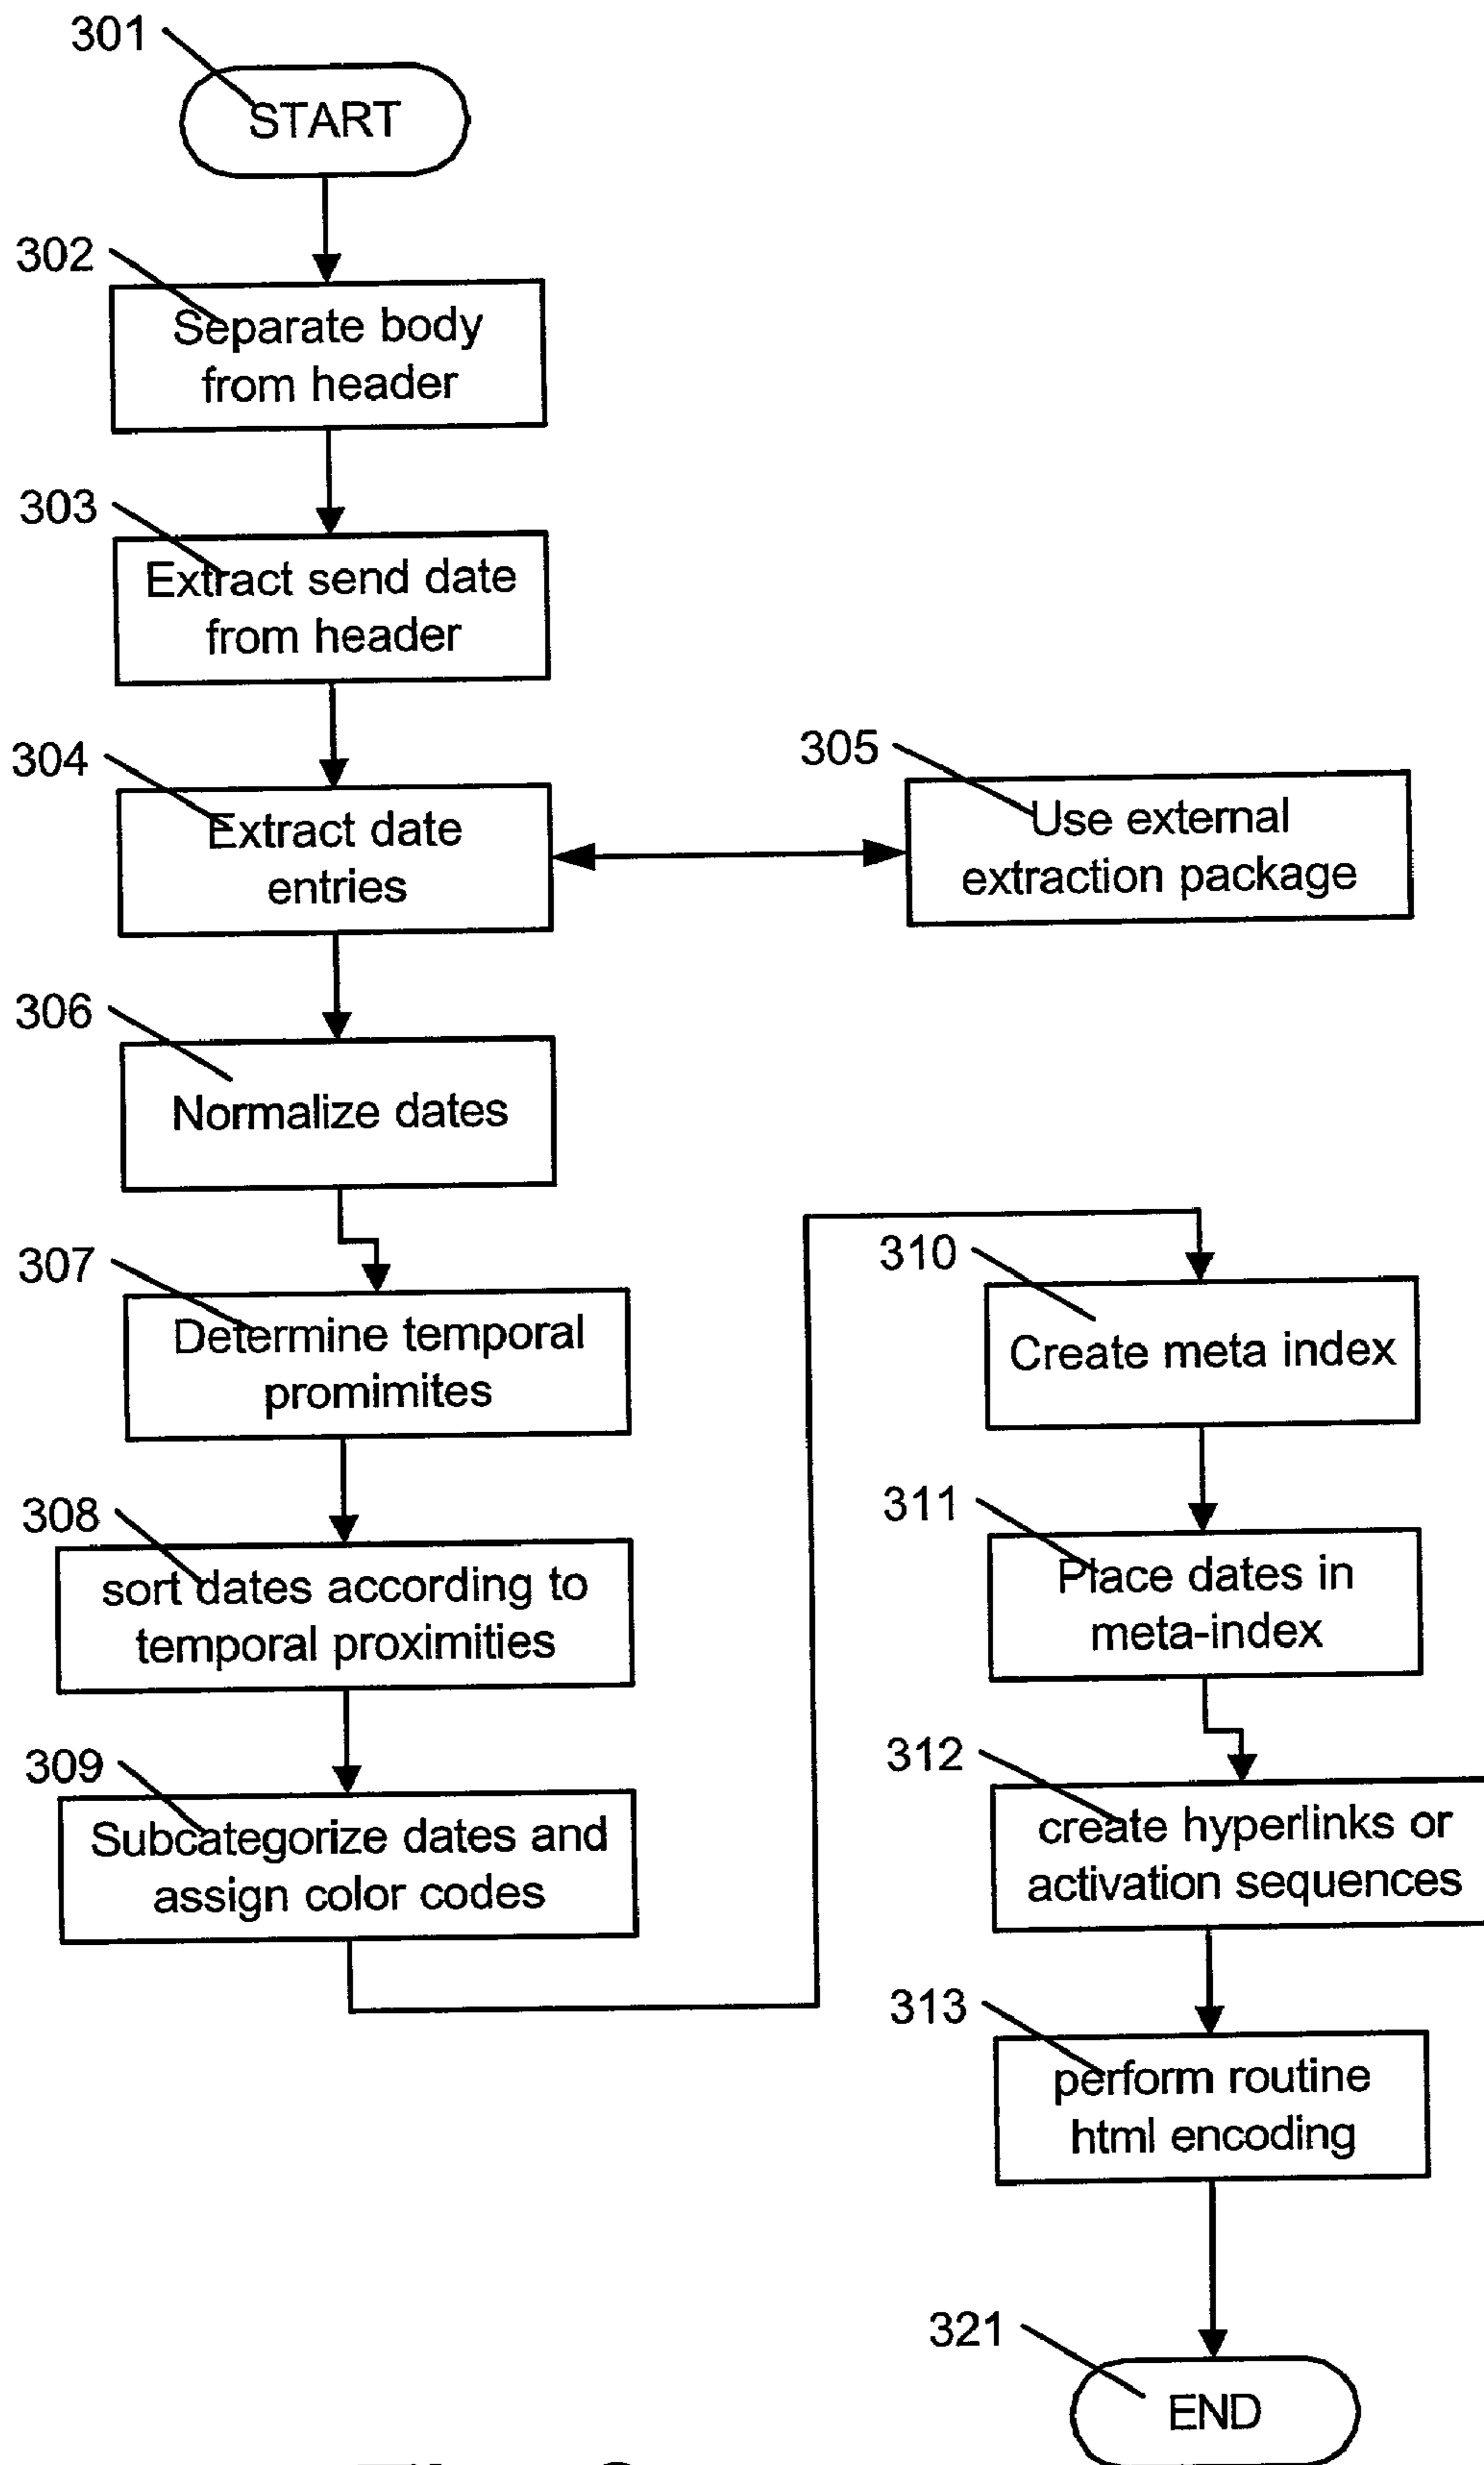 301
START
302
Separate body
from header
303
Extract send date
from header
304
Extract date
entries
305
Use external
extraction package
306
Normalize dates
307
Determine temporal
promimites
308
sort dates according to
temporal proximities
309
Subcategorize dates and
assign color codes
310
Create meta index
311
Place dates in
meta-index
312
create hyperlinks or
activation sequences
313
perform routine
html encoding
321
END